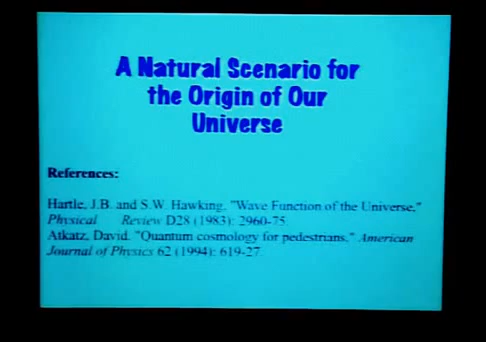 A Natural Scenario for
the Origin of Our
Universe
References:
Hartle, J.B. and S.W. Hawking, "Wave Function of the Universe,"
Physical Review D28 (1983): 2960-75.
Atkatz, David. "Quantum cosmology for pedestrians," American
Journal of Physics 62 (1994): 619-27.